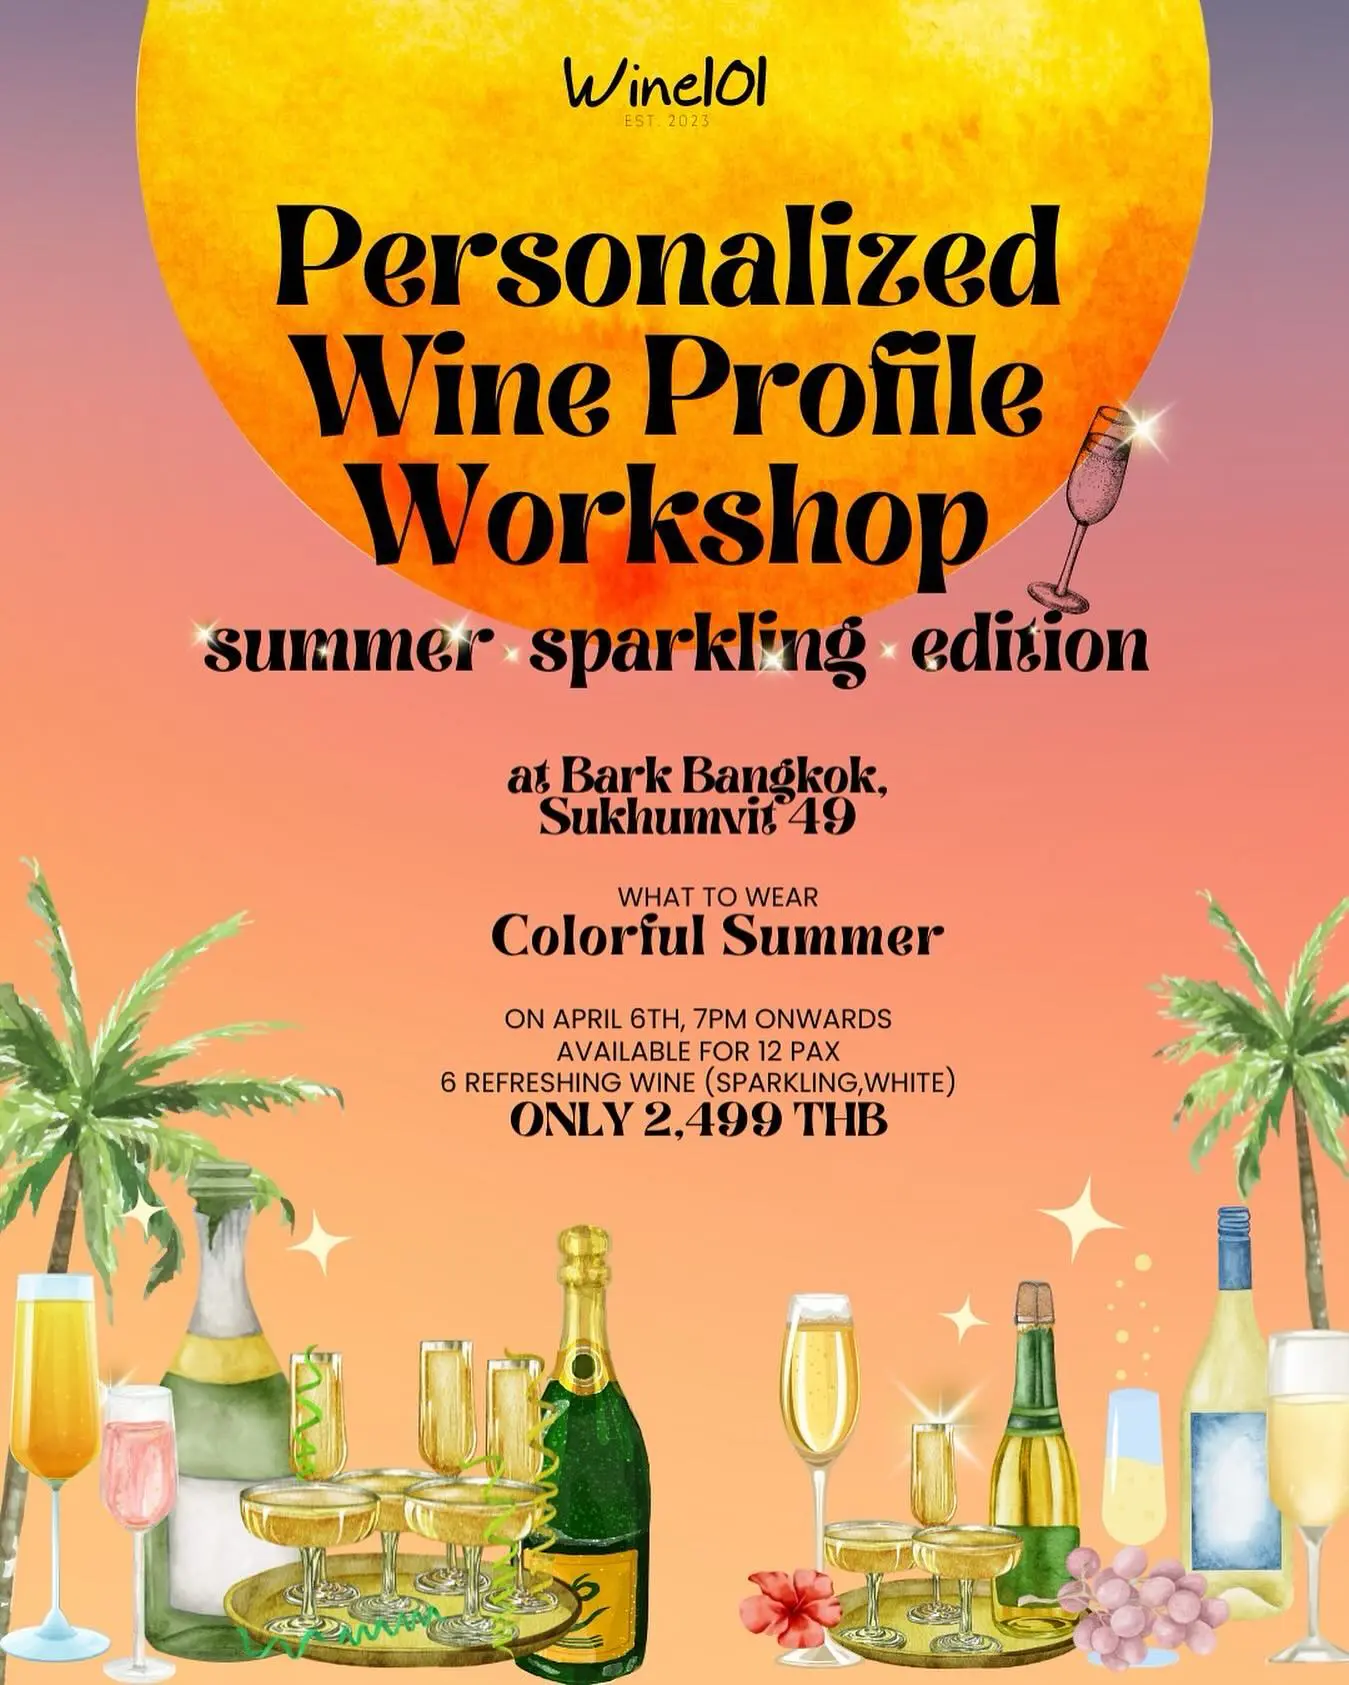 Wine101
EST. 2023
Personalized
Wine Profile
Workshop
summer sparkling edition
at Bark Bangkok,
Sukhumvit 49
WHAT TO WEAR
Colorful Summer
ON APRIL 6TH, 7PM ONWARDS
AVAILABLE FOR 12 PAX
6 REFRESHING WINE (SPARKLING,WHITE)
ONLY 2,499 THB